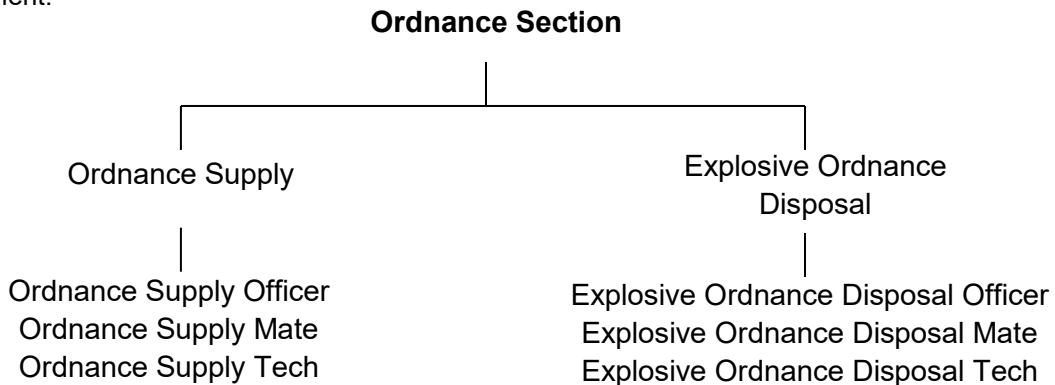 Ordnance Section
Ordnance Supply
Explosive Ordnance
Disposal
Ordnance Supply Officer
Ordnance Supply Mate
Ordnance Supply Tech
Explosive Ordnance Disposal Officer
Explosive Ordnance Disposal Mate
Explosive Ordnance Disposal Tech